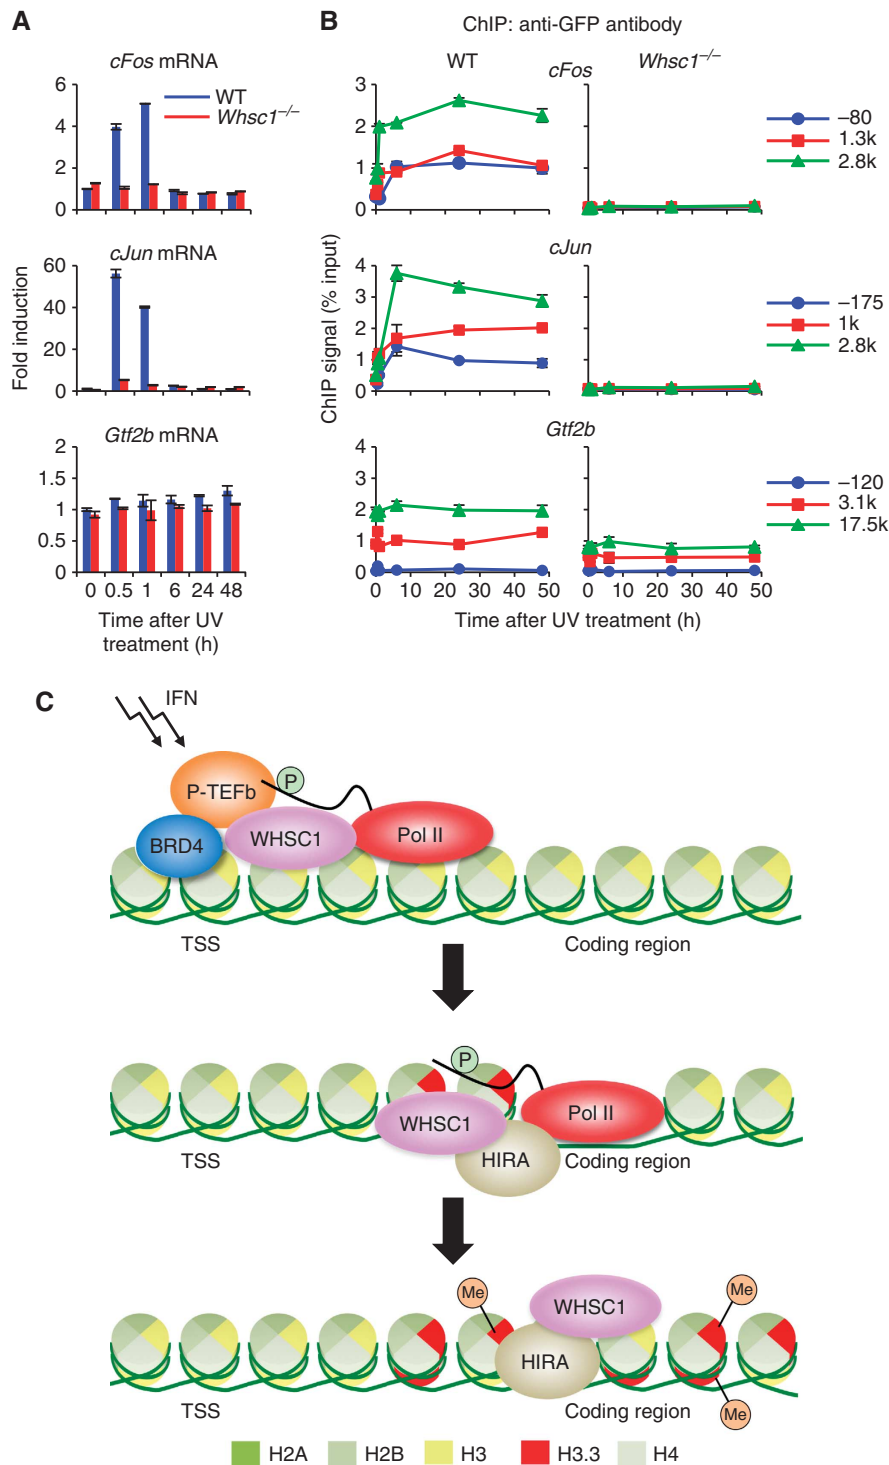 A
cFos mRNA
6
4
2
0
WT
Whsc1–/–
cJun mRNA
60
40
20
0
Fold induction
Gtf2b mRNA
2
1.5
1
0.5
0
0 0.5 1 6 24 48
Time after UV
treatment (h)
B
ChIP: anti-GFP antibody
WT
Whsc1–/–
cFos
3
2
1
0
–80
1.3k
2.8k
cJun
4
3
2
1
0
–175
1k
2.8k
ChIP signal (% input)
Gtf2b
4
3
2
1
0
–120
3.1k
17.5k
0 10 20 30 40 50
0 10 20 30 40 50
Time after UV treatment (h)
C
IFN
P-TEFb
P
BRD4
WHSC1
Pol II
TSS
Coding region
P
WHSC1
Pol II
HIRA
TSS
Coding region
Me
WHSC1
Me
HIRA
Me
TSS
Coding region
H2A
H2B
H3
H3.3
H4